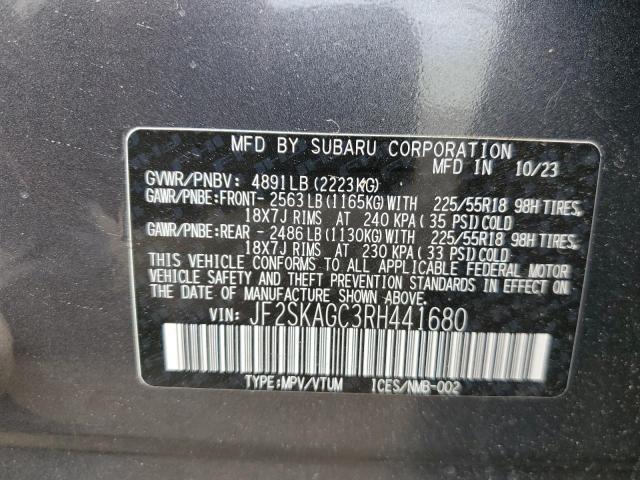 MFD BY SUBARU CORPORATION
MFD IN 10/23
GVWR/PNBV: 4891LB(2223KG)
GAWR/PNBE:FRONT-2563LB(1165KG)WITH 225/55R18 98H TIRES,
18X7J RIMS AT 240 KPA(35 PSI)COLD
GAWR/PNBE:REAR-2486LB(1130KG)WITH 225/55R18 98H TIRES,
18X7J RIMS AT 230 KPA(33 PSI)COLD
THIS VEHICLE CONFORMS TO ALL APPLICABLE FEDERAL MOTOR
VEHICLE SAFETY AND THEFT PREVENTION STANDARDS IN EFFECT
ON THE DATE OF MANUFACTURE SHOWN ABOVE.
VIN: JF2SKAGC3RH441680
TYPE:MPV/VTUM ICES/NMB-002